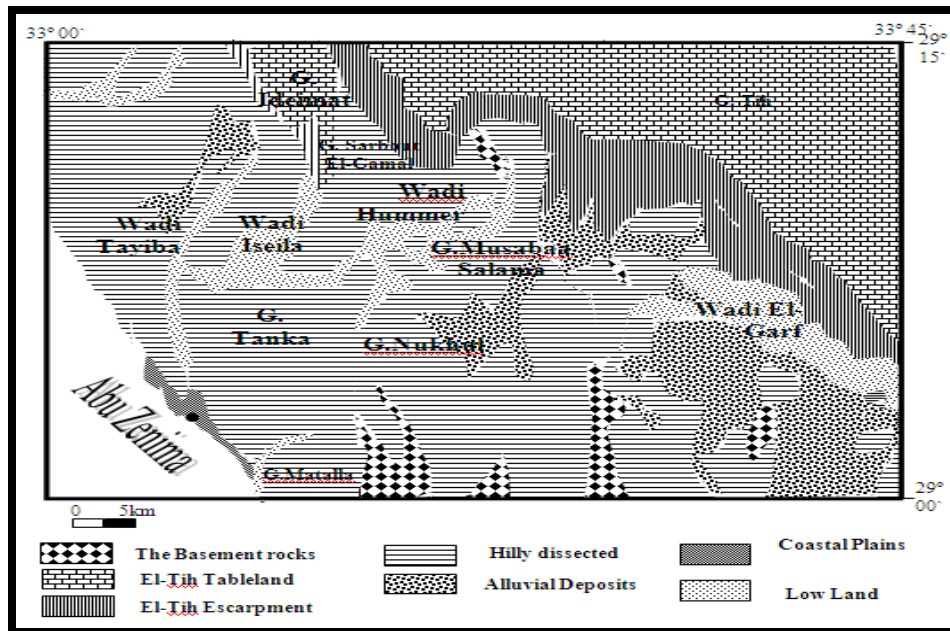 33° 00`
33° 45`
29°
15`
G.
Ideimat
G. Tih
G. Sarbout
El-Gamal
Wadi
Hummer
Wadi
Tayiba
Wadi
Iseila
G.Musabaa
Salama
Wadi El-
Garf
G.
Tanka
G.Nukhul
Abu Zenima
G.Matalla
29°
00`
0 5km
The Basement rocks
Hilly dissected
Coastal Plains
El-Tih Tableland
Alluvial Deposits
Low Land
El-Tih Escarpment